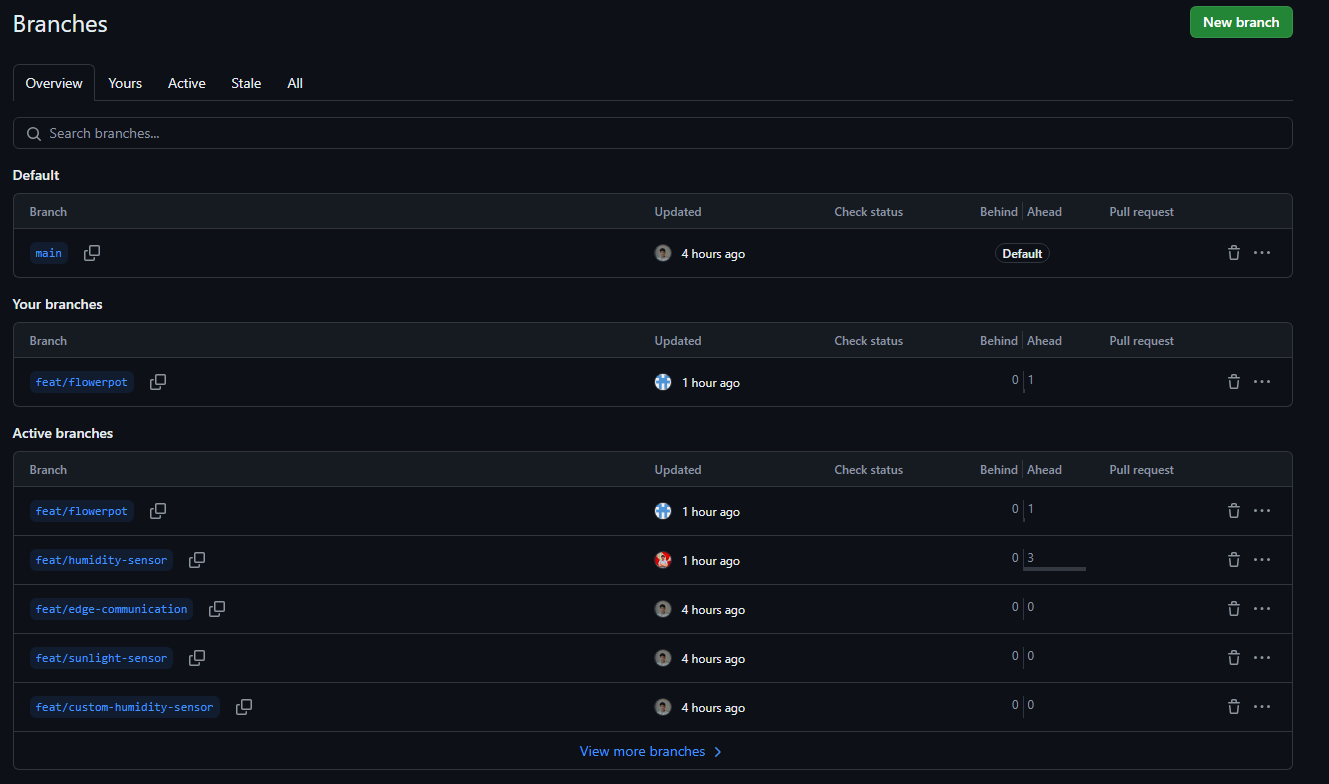 Branches
New branch
Overview Yours Active Stale All
Search branches...
Default
Branch Updated Check status Behind Ahead Pull request
main 4 hours ago Default
Your branches
Branch Updated Check status Behind Ahead Pull request
feat/flowerpot 1 hour ago 0 1
Active branches
Branch Updated Check status Behind Ahead Pull request
feat/flowerpot 1 hour ago 0 1
feat/humidity-sensor 1 hour ago 0 3
feat/edge-communication 4 hours ago 0 0
feat/sunlight-sensor 4 hours ago 0 0
feat/custom-humidity-sensor 4 hours ago 0 0
View more branches